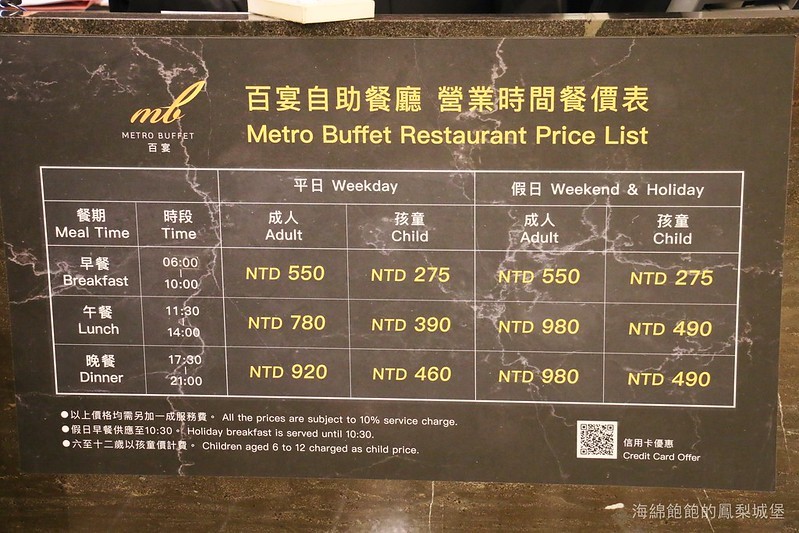 mb
METRO BUFFET
百宴
百宴自助餐廳 營業時間餐價表
Metro Buffet Restaurant Price List
平日 Weekday 假日 Weekend & Holiday
餐期 時段 成人 孩童 成人 孩童
Meal Time Time Adult Child Adult Child
早餐 Breakfast 06:00 | 10:00 NTD 550 NTD 275 NTD 550 NTD 275
午餐 Lunch 11:30 | 14:00 NTD 780 NTD 390 NTD 980 NTD 490
晚餐 Dinner 17:30 | 21:00 NTD 920 NTD 460 NTD 980 NTD 490
●以上價格均需另加一成服務費。 All the prices are subject to 10% service charge.
●假日早餐供應至10:30。 Holiday breakfast is served until 10:30.
●六至十二歲以孩童價計費。 Children aged 6 to 12 charged as child price.
信用卡優惠
Credit Card Offer
海綿飽飽的鳳梨城堡